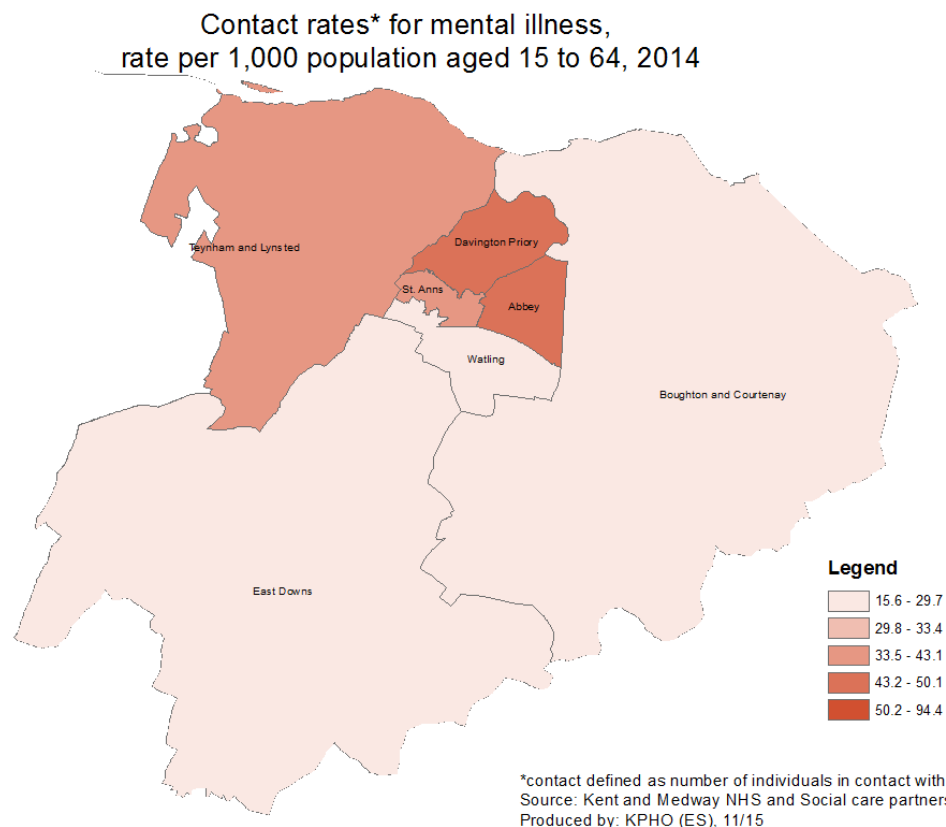 Contact rates* for mental illness,
rate per 1,000 population aged 15 to 64, 2014
Davington Priory
Teynham and Lynsted
St. Anns
Abbey
Watling
Boughton and Courtenay
East Downs
Legend
15.6 - 29.7
29.8 - 33.4
33.5 - 43.1
43.2 - 50.1
50.2 - 94.4
*contact defined as number of individuals in contact with
Source: Kent and Medway NHS and Social care partners
Produced by: KPHO (ES), 11/15